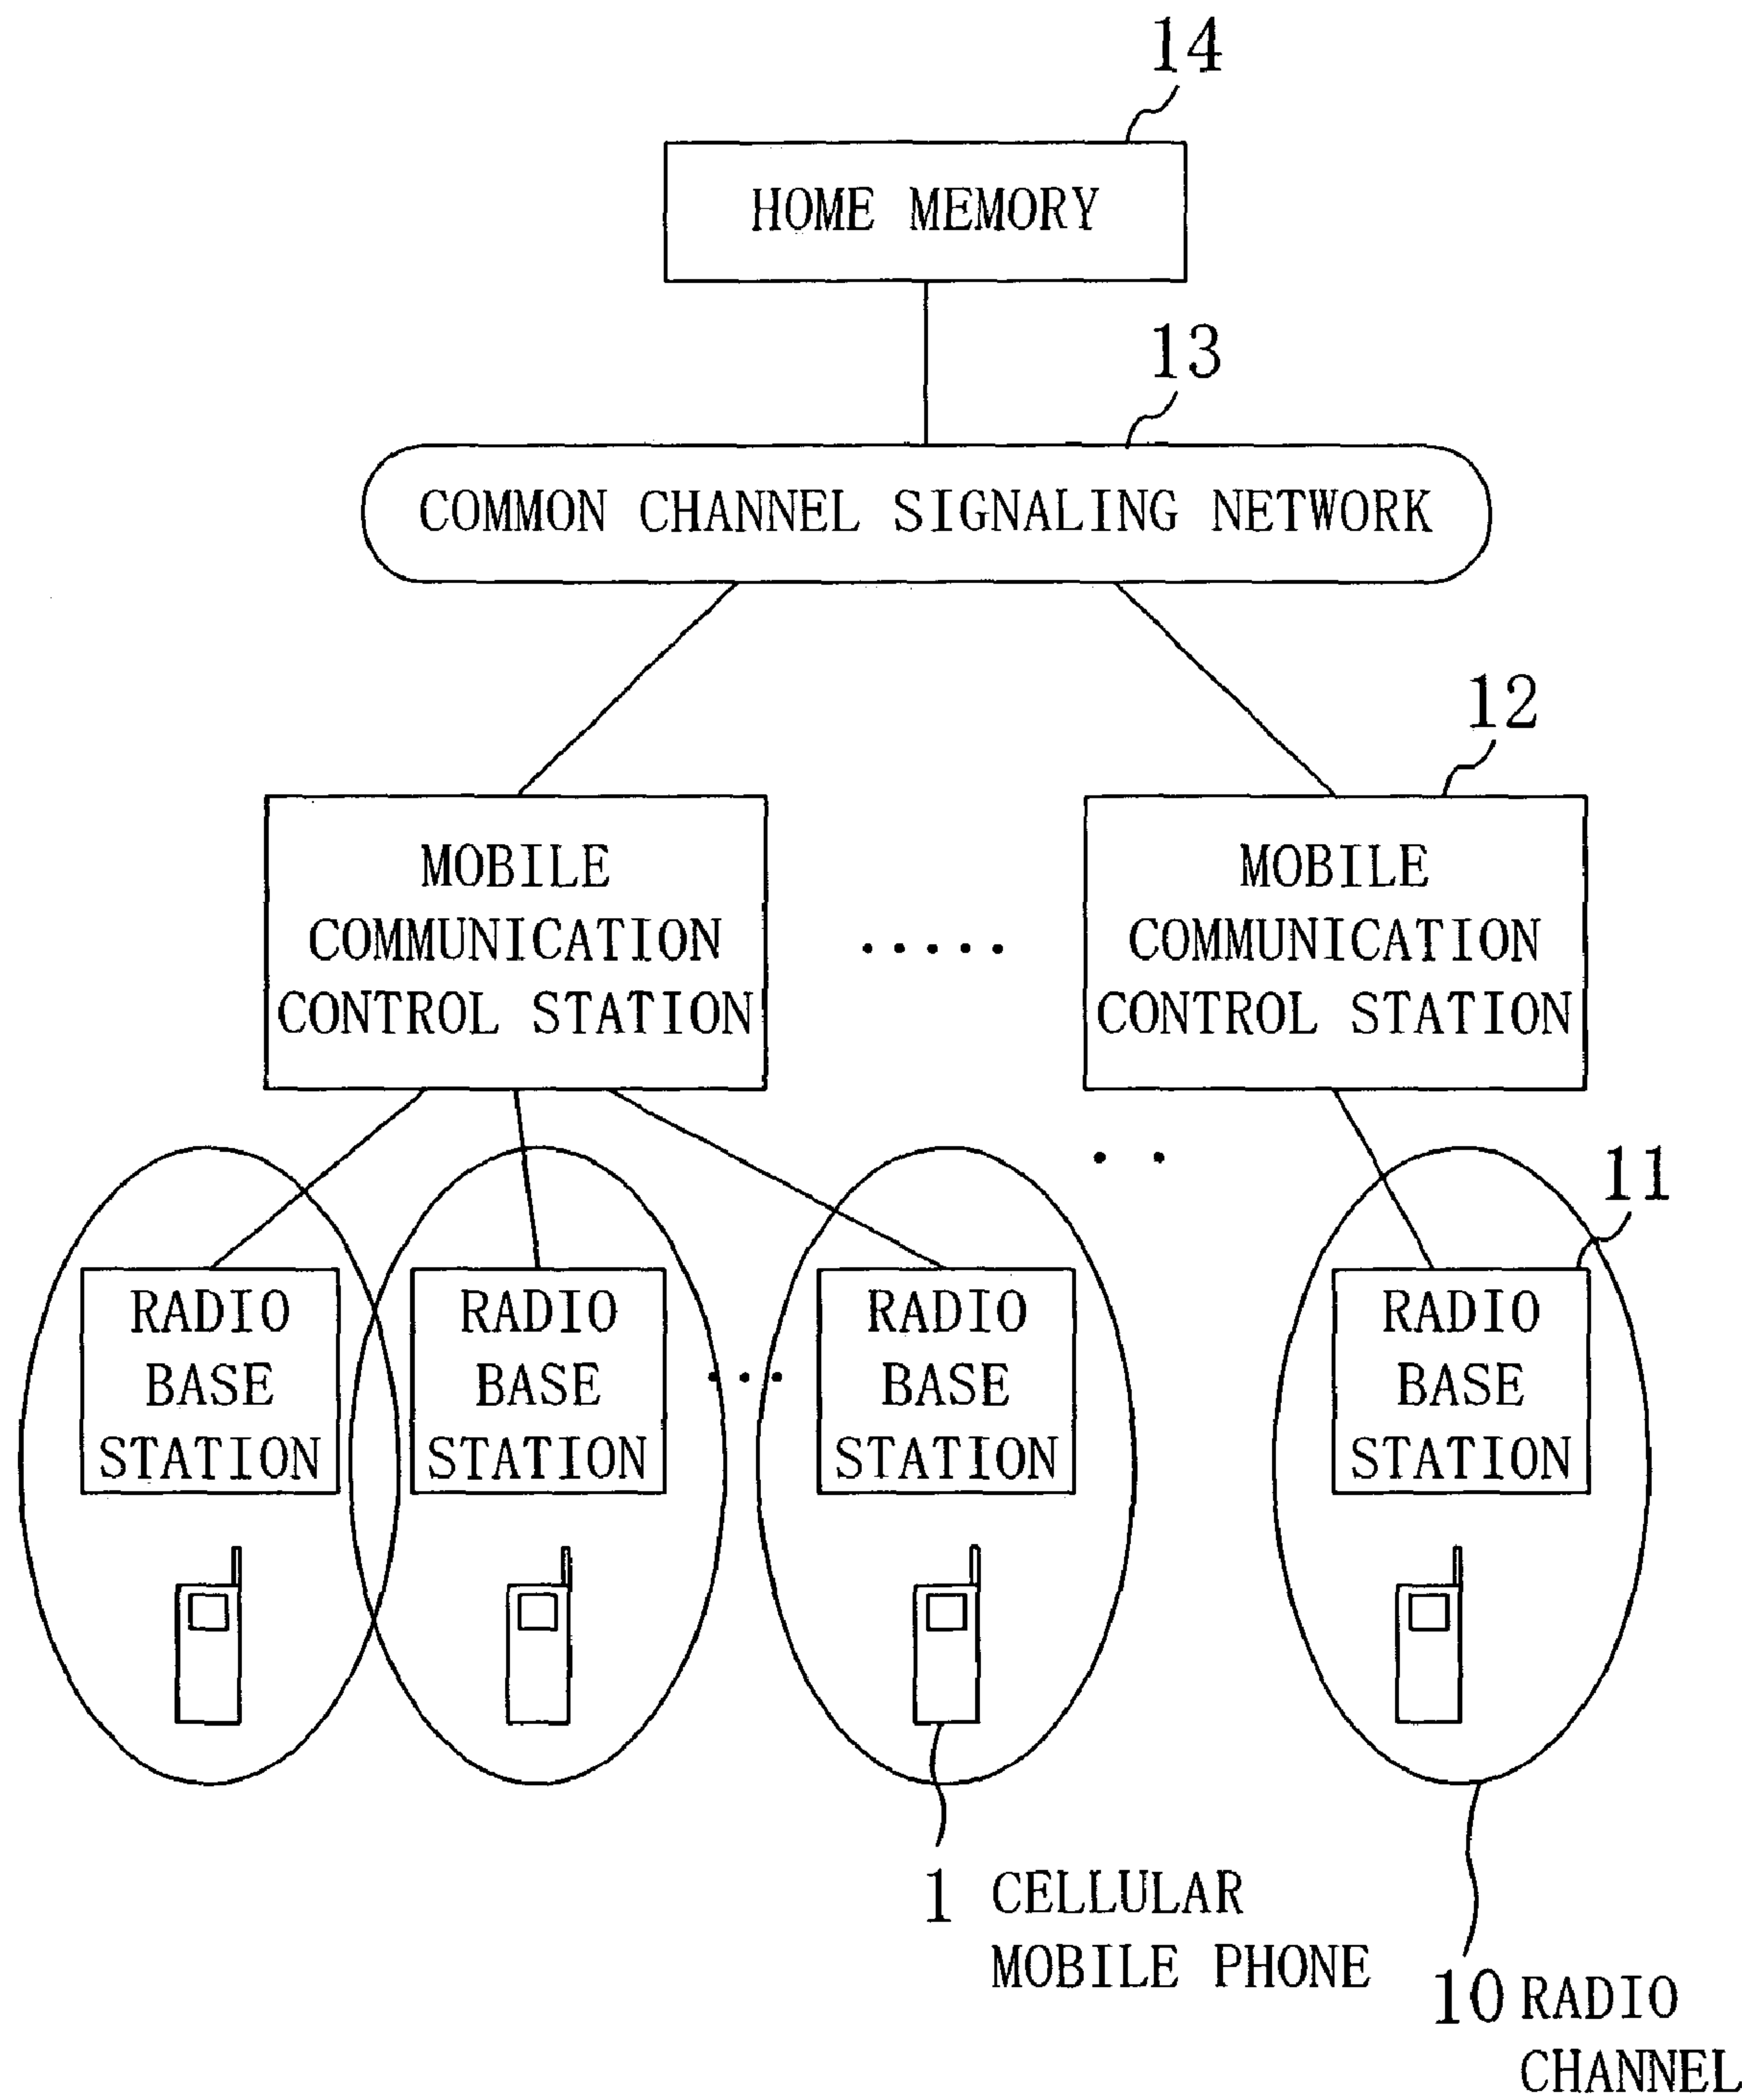 14
HOME MEMORY
13
COMMON CHANNEL SIGNALING NETWORK
12
MOBILE
COMMUNICATION
CONTROL STATION
MOBILE
COMMUNICATION
CONTROL STATION
11
RADIO
BASE
STATION
RADIO
BASE
STATION
RADIO
BASE
STATION
RADIO
BASE
STATION
1 CELLULAR
MOBILE PHONE
10 RADIO
CHANNEL